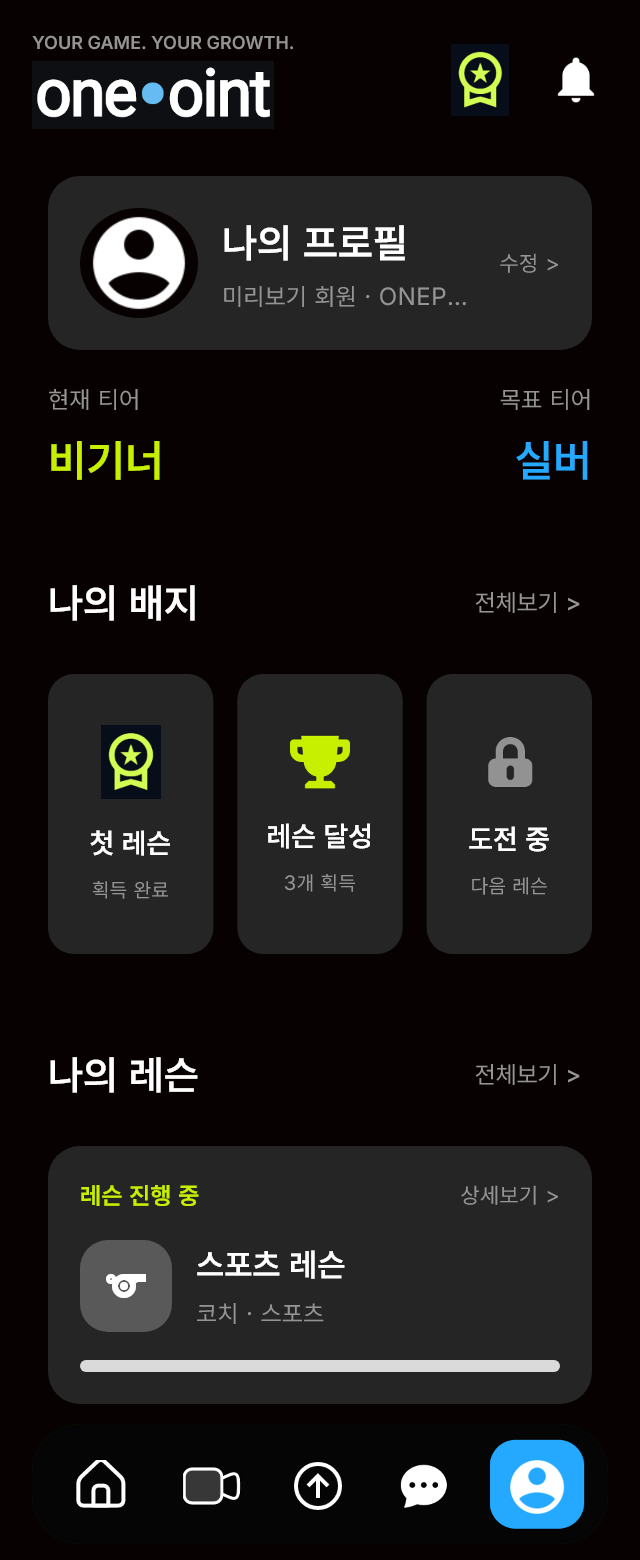 YOUR GAME. YOUR GROWTH.
one•oint
나의 프로필
미리보기 회원 · ONEP...
수정 >
현재 티어
목표 티어
비기너
실버
나의 배지
전체보기 >
첫 레슨
획득 완료
레슨 달성
3개 획득
도전 중
다음 레슨
나의 레슨
전체보기 >
레슨 진행 중
상세보기 >
스포츠 레슨
코치 · 스포츠